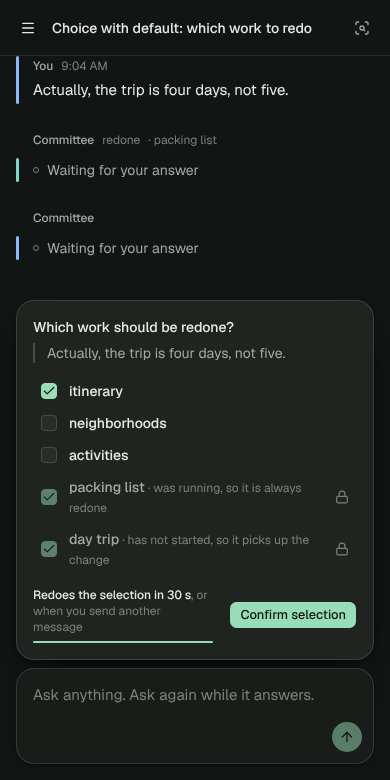 Choice with default: which work to redo
You 9:04 AM
Actually, the trip is four days, not five.
Committee redone · packing list
Waiting for your answer
Committee
Waiting for your answer
Which work should be redone?
Actually, the trip is four days, not five.
itinerary
neighborhoods
activities
packing list · was running, so it is always
redone
day trip · has not started, so it picks up the
change
Redoes the selection in 30 s, or
when you send another
message
Confirm selection
Ask anything. Ask again while it answers.